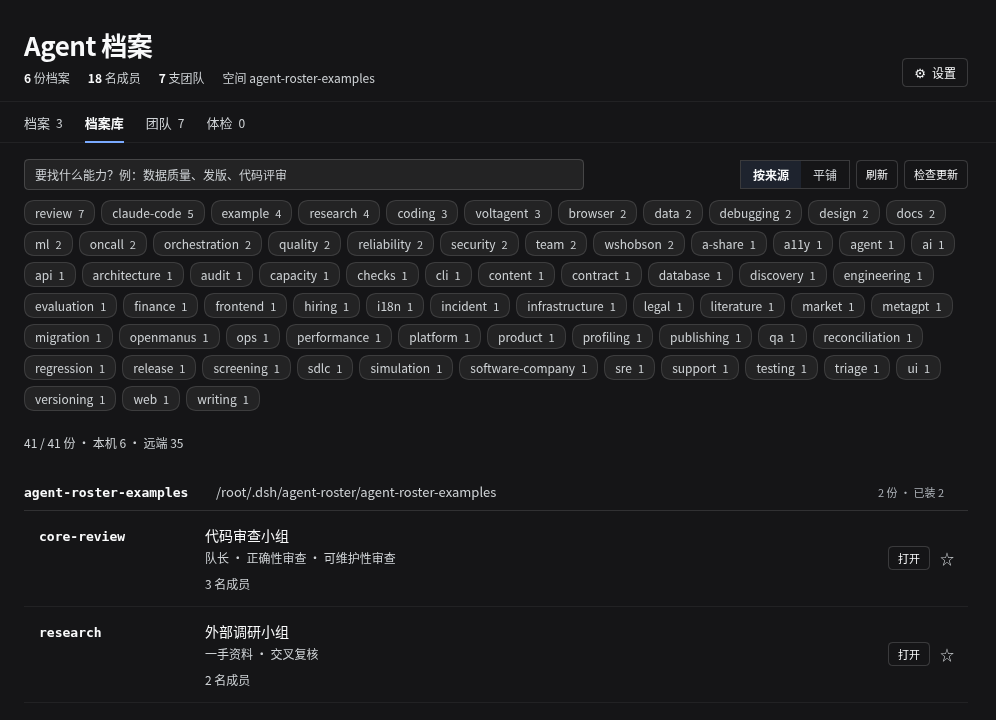 Agent 档案
6 份档案 18 名成员 7 支团队 空间 agent-roster-examples
⚙ 设置
档案 3 档案库 团队 7 体检 0
要找什么能力? 例: 数据质量、发版、代码评审
按来源 平铺 刷新 检查更新
review 7 claude-code 5 example 4 research 4 coding 3 voltagent 3 browser 2 data 2 debugging 2 design 2 docs 2
ml 2 oncall 2 orchestration 2 quality 2 reliability 2 security 2 team 2 wshobson 2 a-share 1 a11y 1 agent 1 ai 1
api 1 architecture 1 audit 1 capacity 1 checks 1 cli 1 content 1 contract 1 database 1 discovery 1 engineering 1
evaluation 1 finance 1 frontend 1 hiring 1 i18n 1 incident 1 infrastructure 1 legal 1 literature 1 market 1 metagpt 1
migration 1 openmanus 1 ops 1 performance 1 platform 1 product 1 profiling 1 publishing 1 qa 1 reconciliation 1
regression 1 release 1 screening 1 sdlc 1 simulation 1 software-company 1 sre 1 support 1 testing 1 triage 1 ui 1
versioning 1 web 1 writing 1
41 / 41 份 · 本机 6 · 远端 35
agent-roster-examples /root/.dsh/agent-roster/agent-roster-examples 2 份 · 已装 2
core-review 代码审查小组
队长 · 正确性审查 · 可维护性审查
3 名成员
打开 ☆
research 外部调研小组
一手资料 · 交叉复核
2 名成员
打开 ☆